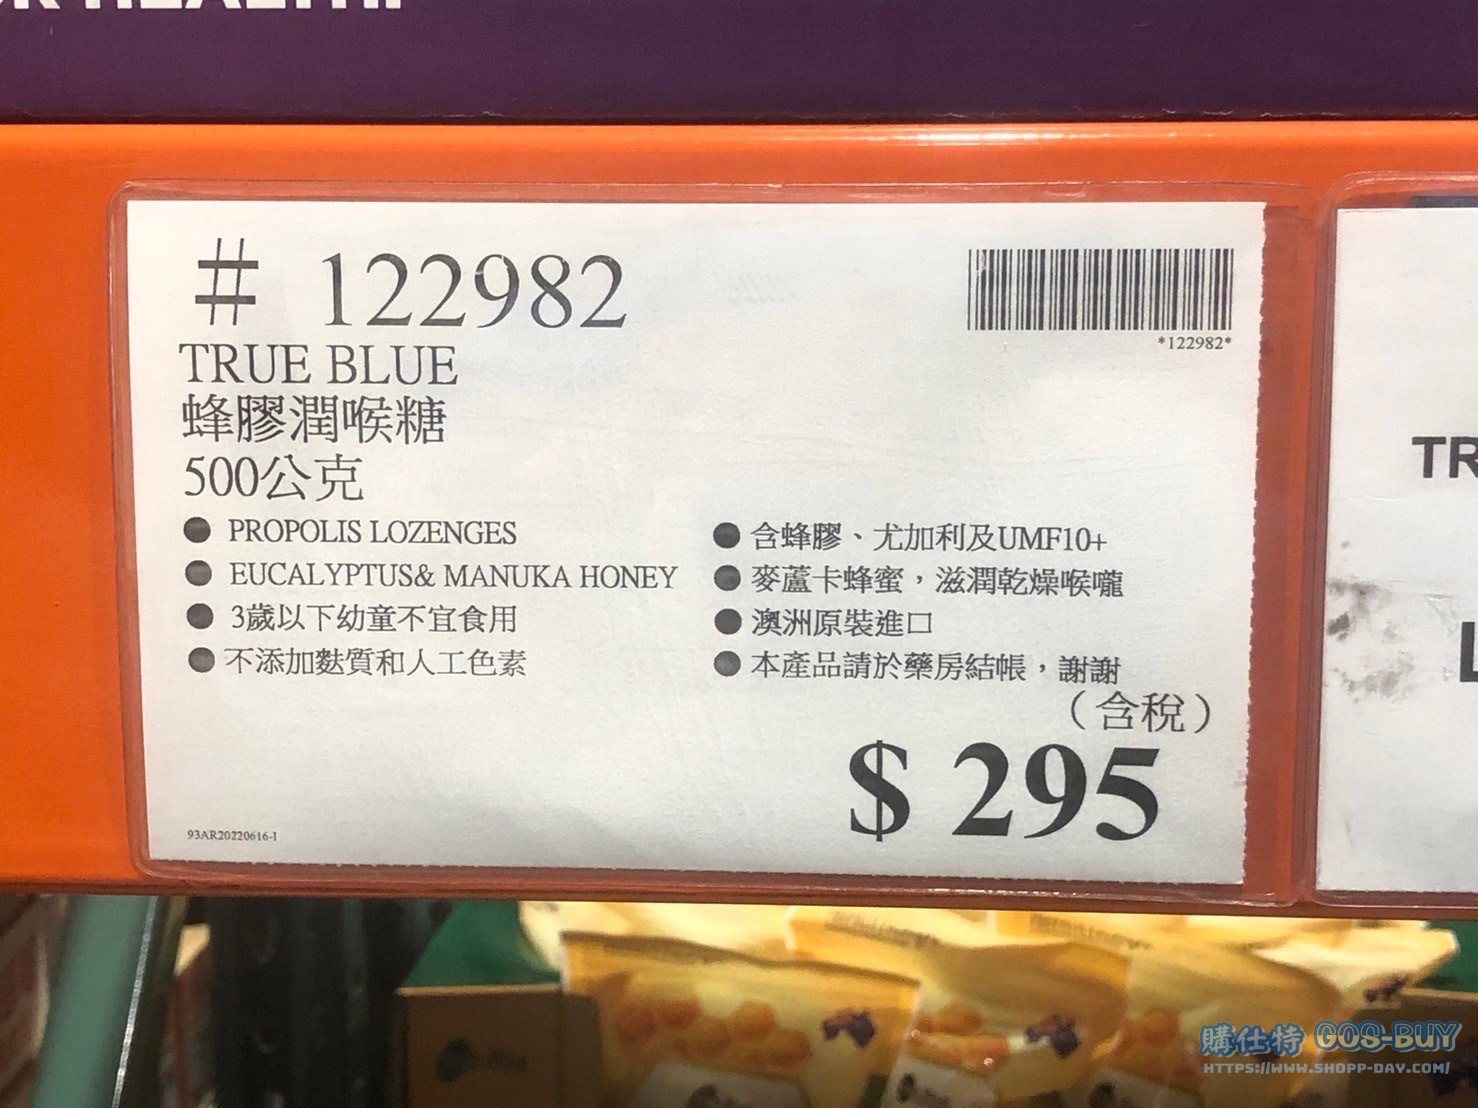 # 122982
*122982*
TRUE BLUE
蜂膠潤喉糖
500公克
● PROPOLIS LOZENGES
● EUCALYPTUS& MANUKA HONEY
● 3歲以下幼童不宜食用
● 不添加麩質和人工色素
● 含蜂膠、尤加利及UMF10+
● 麥蘆卡蜂蜜，滋潤乾燥喉嚨
● 澳洲原裝進口
● 本產品請於藥房結帳，謝謝
（含稅）
$ 295
93AR20220616-1
TR
L
購仕特 GOS-BUY
HTTPS://WWW.SHOPP-DAY.COM/